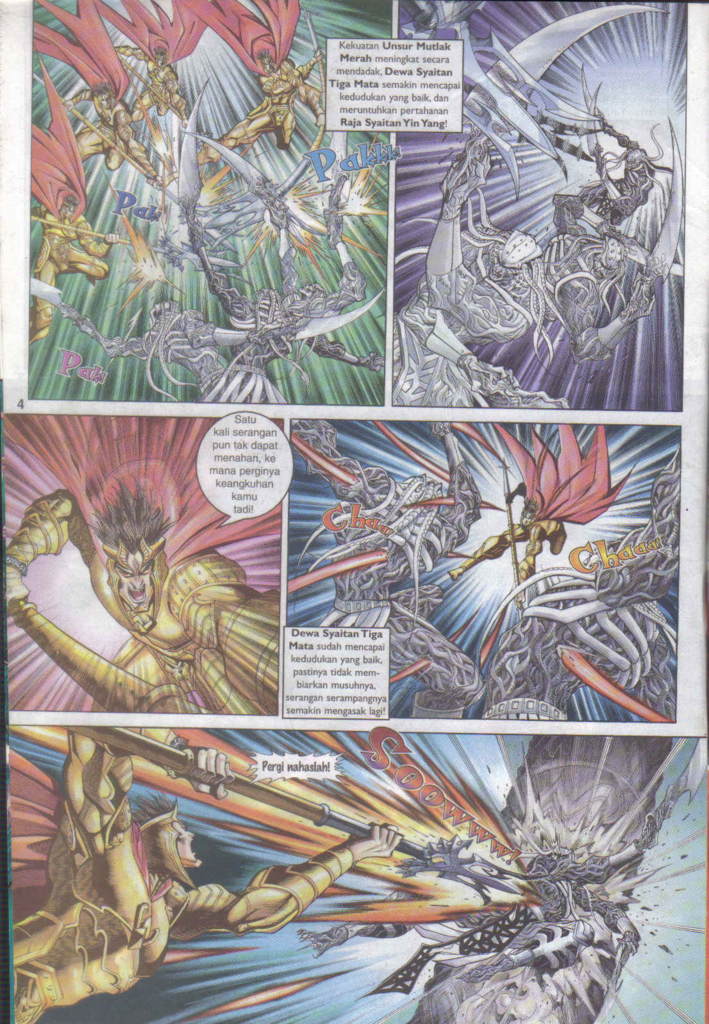 Kekuatan Unsur Mutlak
Merah meningkat secara
mendadak, Dewa Syaitan
Tiga Mata semakin mencapai
kedudukan yang baik, dan
meruntuhkan pertahanan
Raja Syaitan Yin Yang!
Pakkk
Pak
Pak
4
Satu
kali serangan
pun tak dapat
menahan, ke
mana perginya
keangkuhan
kamu
tadi!
Chaa
Chaaa
Dewa Syaitan Tiga
Mata sudah mencapai
kedudukan yang baik,
pastinya tidak mem-
biarkan musuhnya,
serangan serampangnya
semakin mengasak lagi!
Pergi nahaslah!
Soowww!